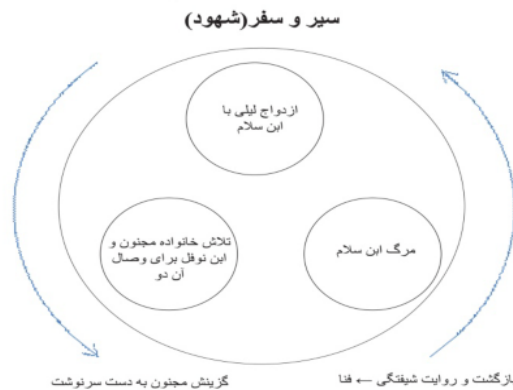 سیر و سفر(شهود)
ازدواج لیلی با
ابن سلام
تلاش خانواده مجنون و
ابن نوفل برای وصال
آن دو
مرگ ابن سلام
بازگشت و روایت شیفتگی ← فنا
گزینش مجنون به دست سرنوشت